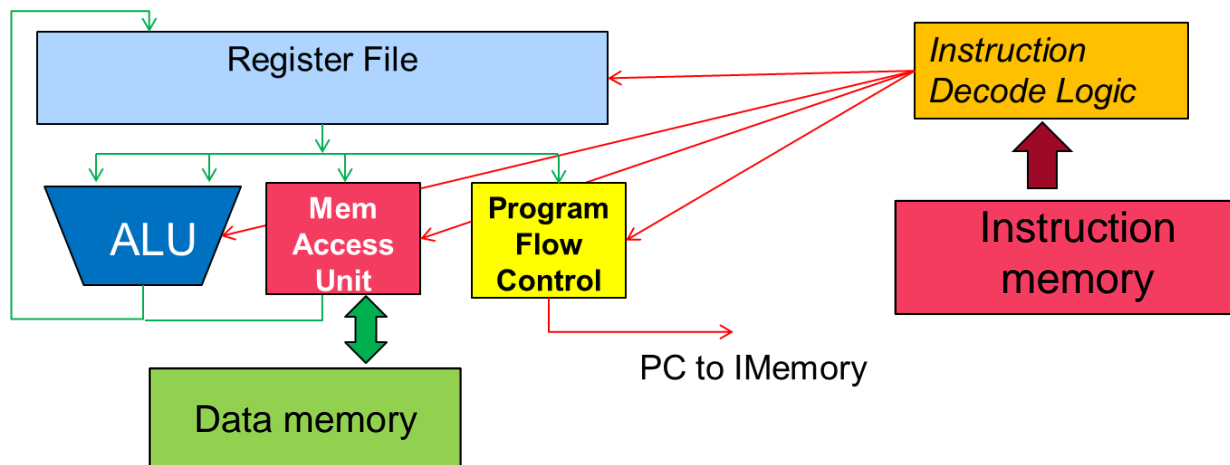 Register File
Instruction
Decode Logic
ALU
Mem
Access
Unit
Program
Flow
Control
Instruction
memory
PC to IMemory
Data memory